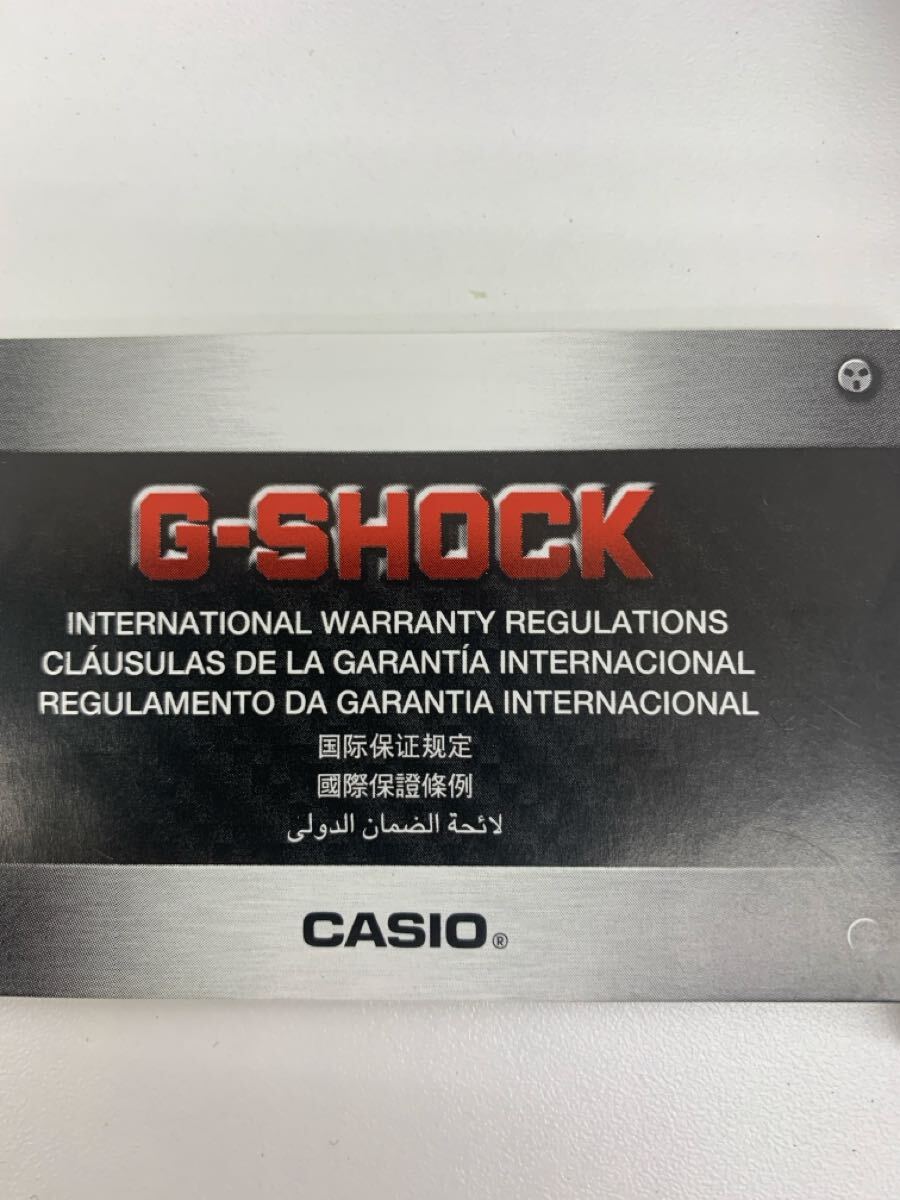 G-SHOCK
INTERNATIONAL WARRANTY REGULATIONS
CLÁUSULAS DE LA GARANTÍA INTERNACIONAL
REGULAMENTO DA GARANTIA INTERNACIONAL
国际保证规定
國際保證條例
لائحة الضمان الدولى
CASIO®